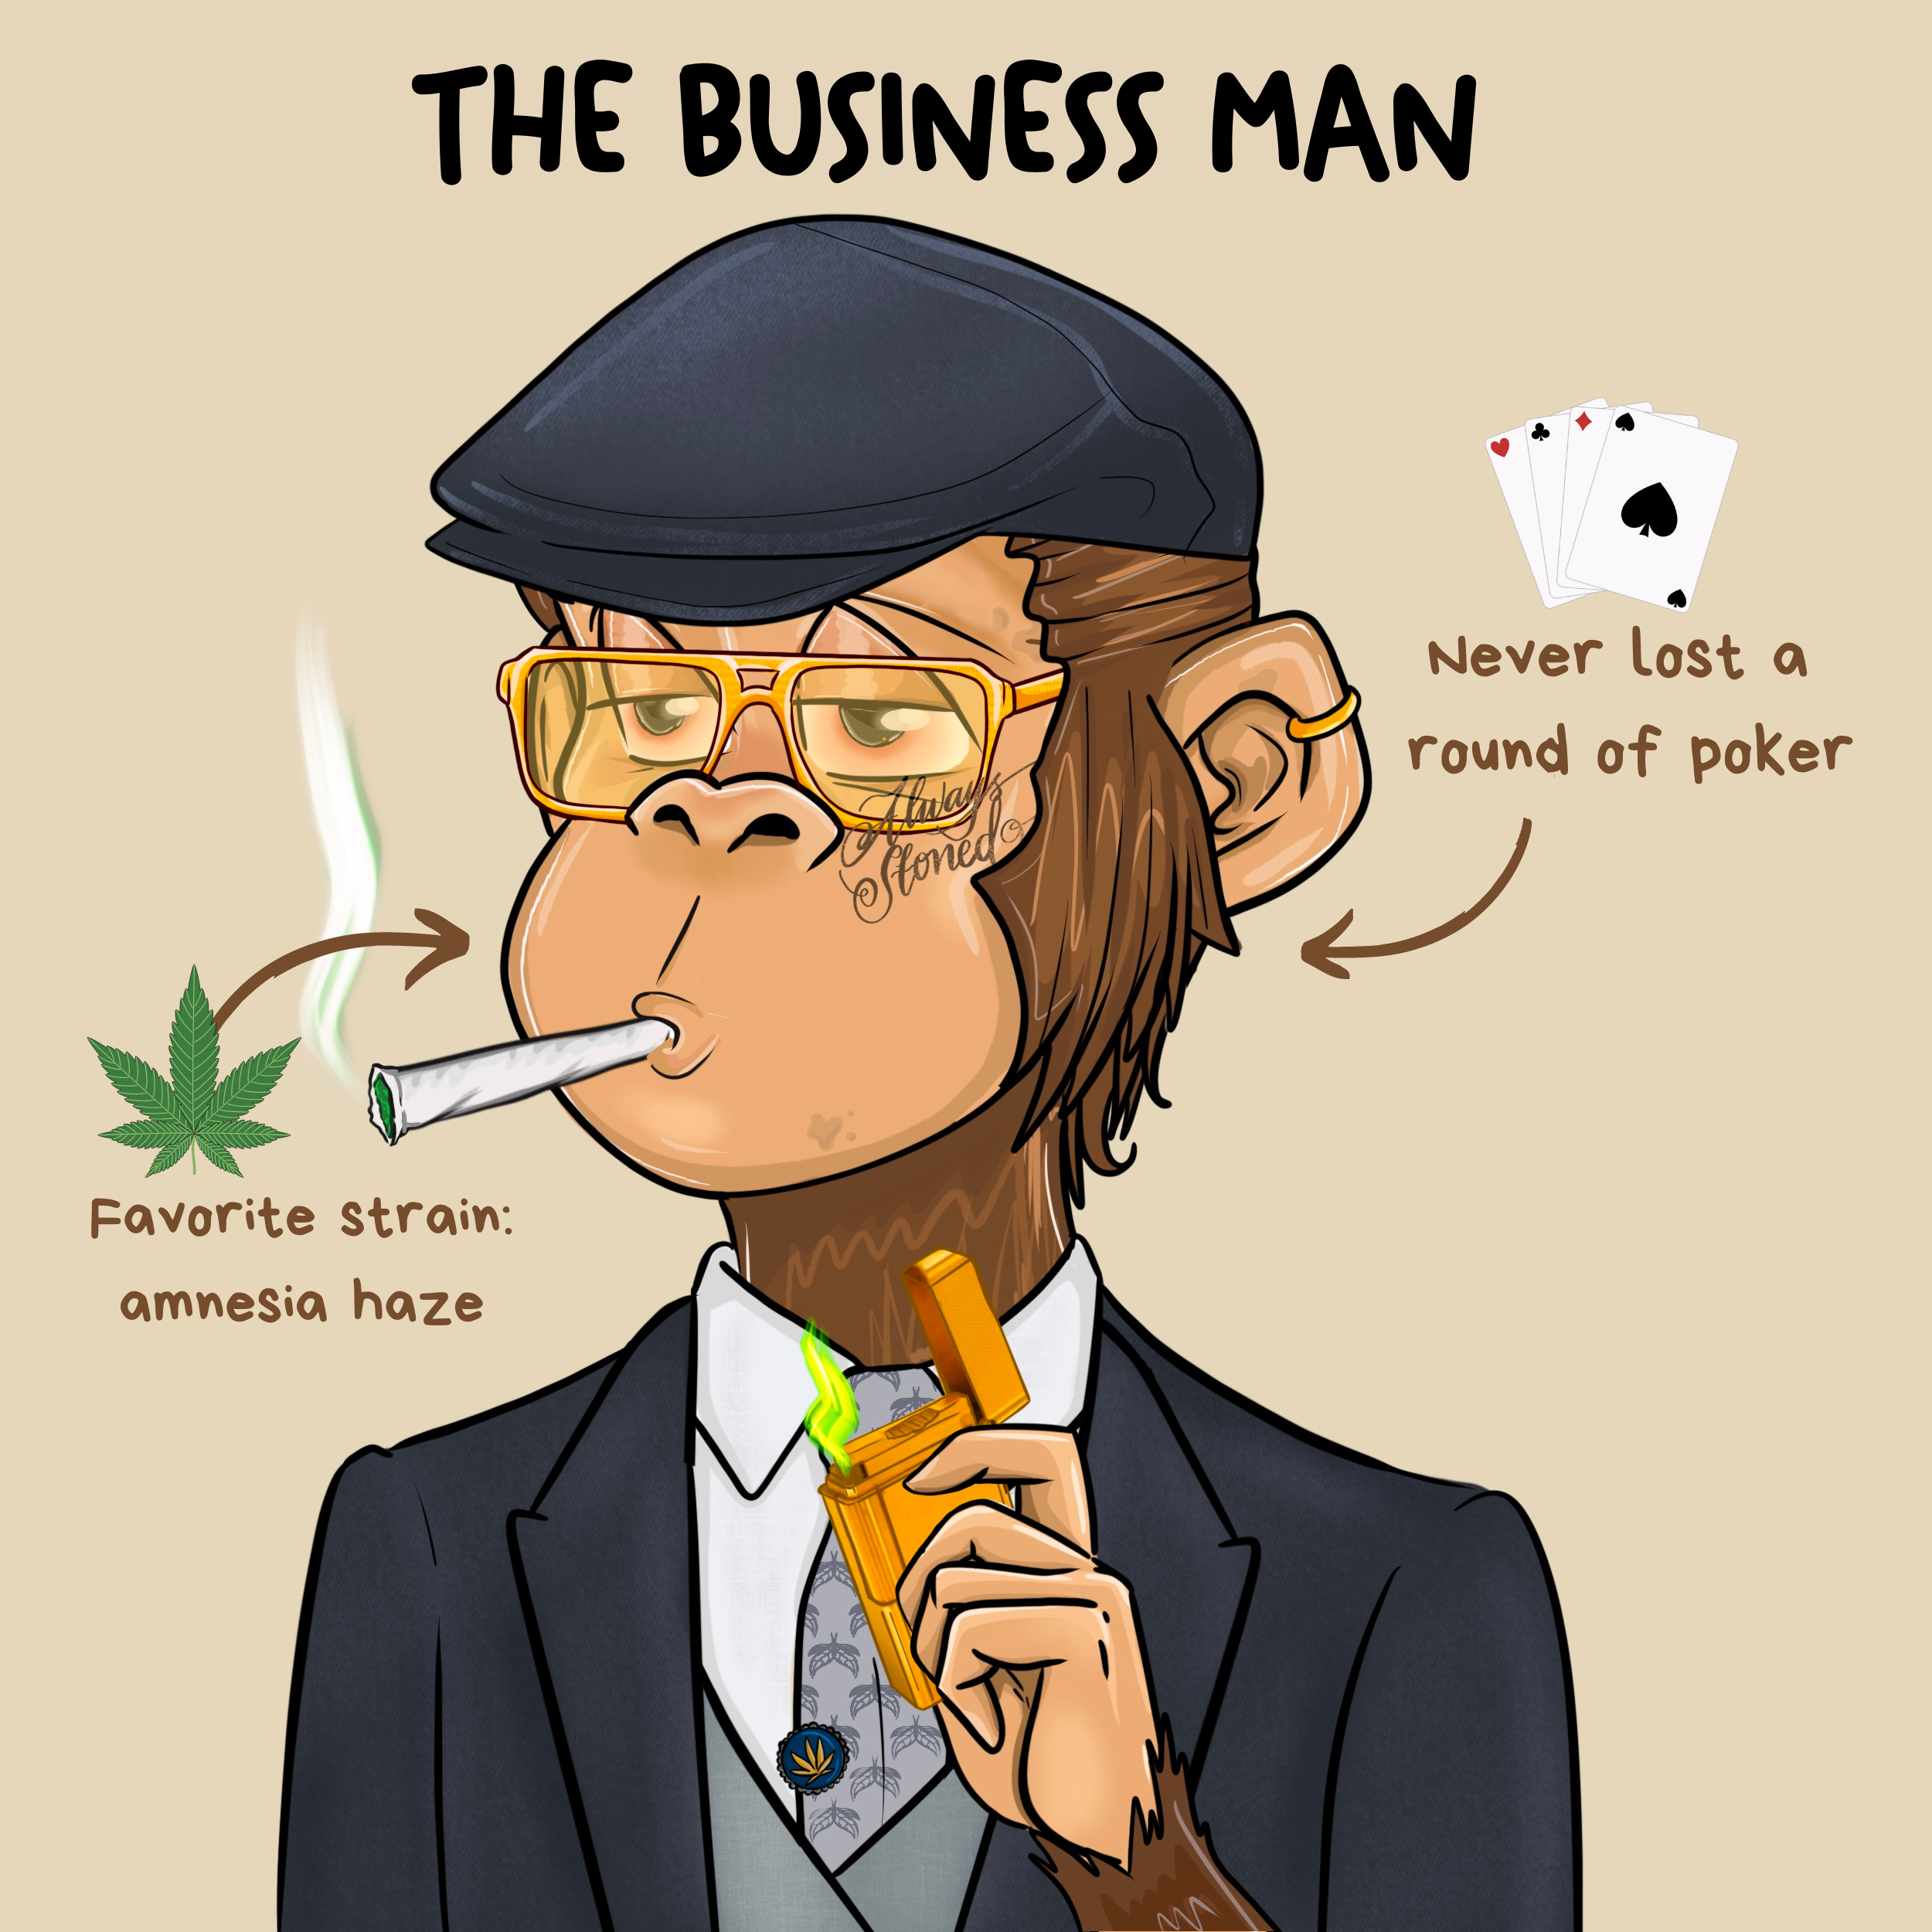 THE BUSINESS MAN
Never lost a
round of poker
Always
Stoned
Favorite strain:
amnesia haze